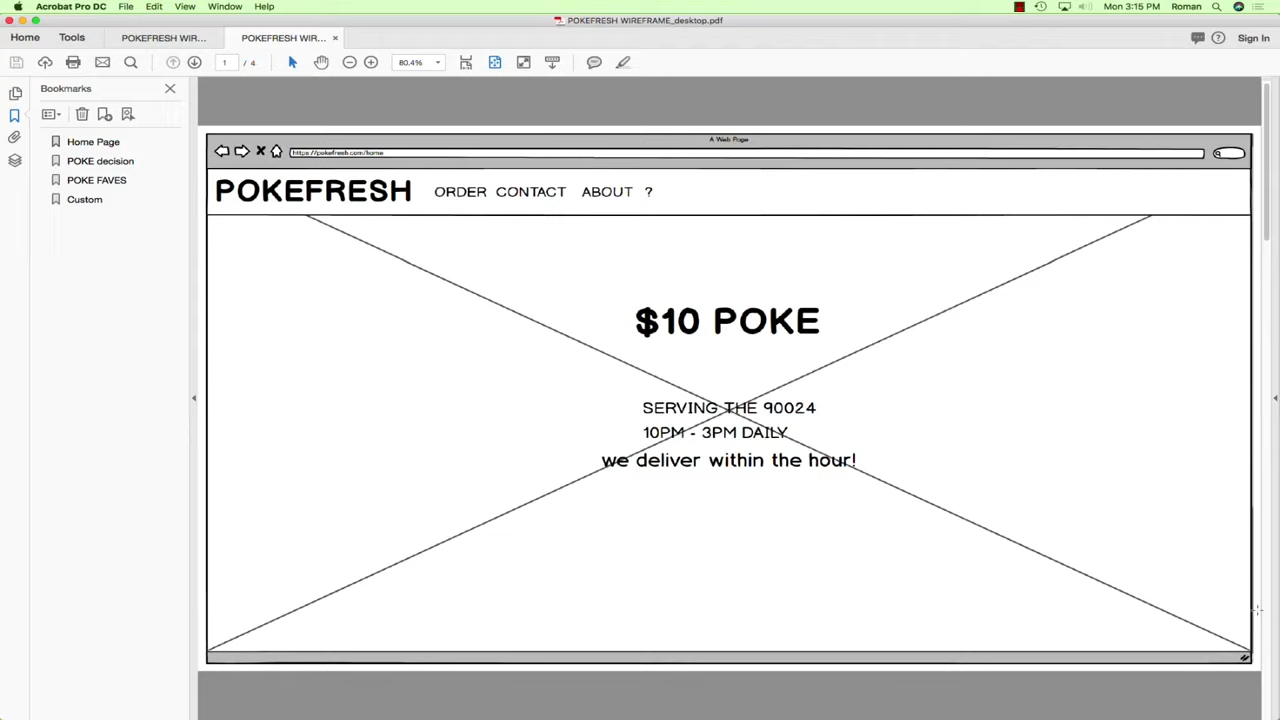 Acrobat Pro DC File Edit View Window Help Mon 3:15 PM Roman
POKEFRESH WIREFRAME_desktop.pdf
Home Tools POKEFRESH WIR... POKEFRESH WIR... × ? Sign In
1 / 4 80.4%
Bookmarks
Home Page
POKE decision
POKE FAVES
Custom
A Web Page
https://pokefresh.com/home
POKEFRESH ORDER CONTACT ABOUT ?
$10 POKE
SERVING THE 90024
10PM - 3PM DAILY
we deliver within the hour!